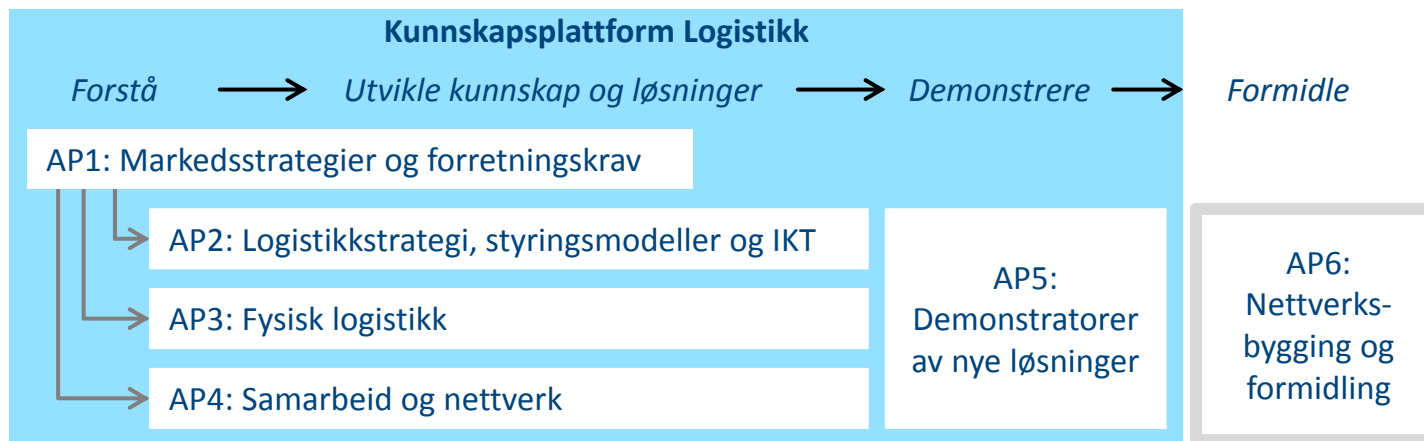 Kunnskapsplattform Logistikk
Forstå
Utvikle kunnskap og løsninger
Demonstrere
Formidle
AP1: Markedsstrategier og forretningskrav
AP2: Logistikkstrategi, styringsmodeller og IKT
AP3: Fysisk logistikk
AP4: Samarbeid og nettverk
AP5:
Demonstratorer
av nye løsninger
AP6:
Nettverks-
bygging og
formidling